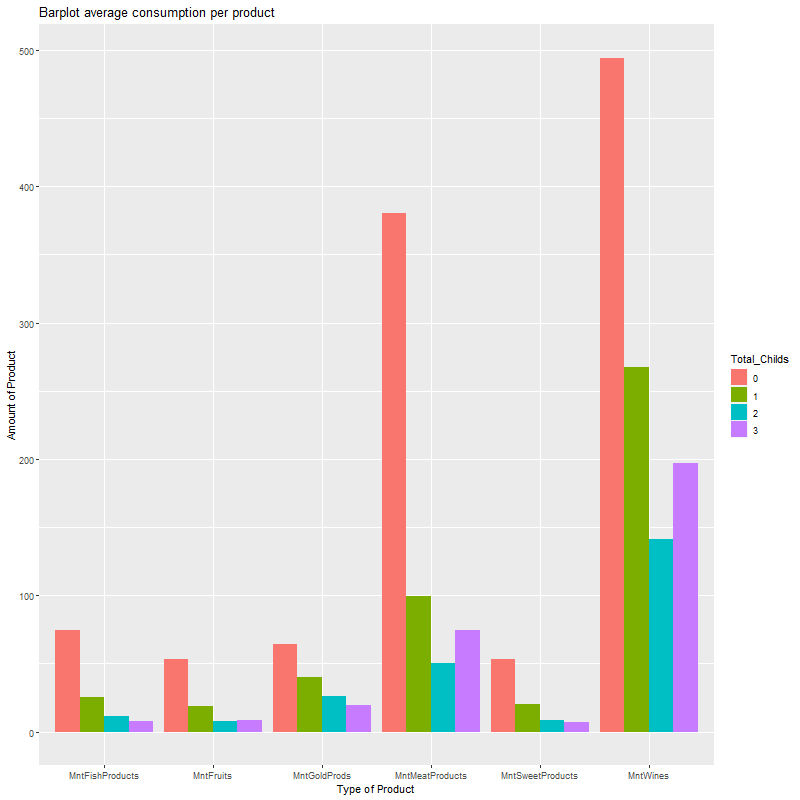 Barplot average consumption per product
Amount of Product
500
400
300
200
100
0
MntFishProducts
MntFruits
MntGoldProds
MntMeatProducts
MntSweetProducts
MntWines
Type of Product
Total_Childs
0
1
2
3